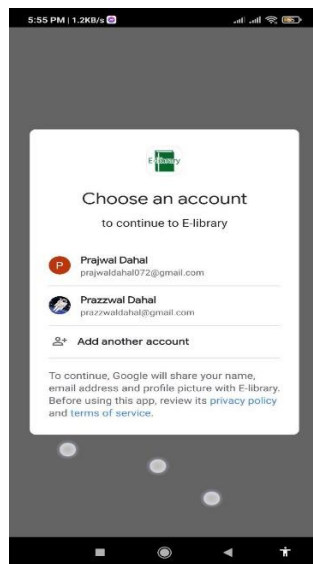 5:55 PM | 1.2KB/s
E-library
Choose an account
to continue to E-library
P
Prajwal Dahal
prajwaldahal072@gmail.com
Prazzwal Dahal
prazzwaldahal@gmail.com
Add another account
To continue, Google will share your name,
email address and profile picture with E-library.
Before using this app, review its privacy policy
and terms of service.